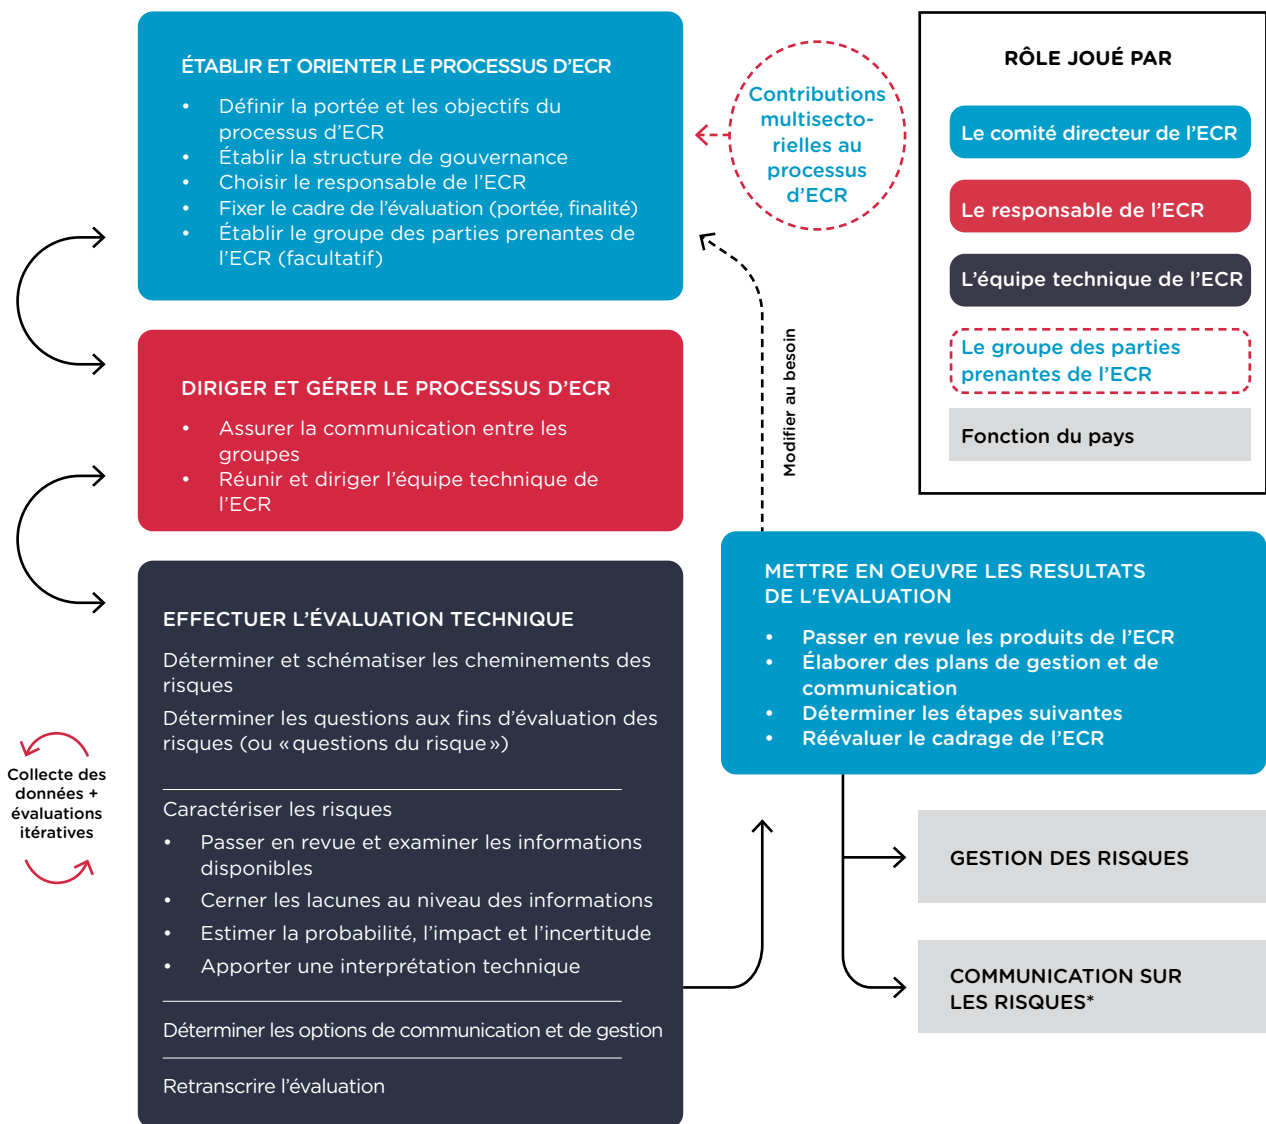 ÉTABLIR ET ORIENTER LE PROCESSUS D’ECR
• Définir la portée et les objectifs du
processus d’ECR
• Établir la structure de gouvernance
• Choisir le responsable de l’ECR
• Fixer le cadre de l’évaluation (portée, finalité)
• Établir le groupe des parties prenantes de
l’ECR (facultatif)
Contributions
multisecto-
rielles au
processus
d’ECR
RÔLE JOUÉ PAR
Le comité directeur de l’ECR
Le responsable de l’ECR
L’équipe technique de l’ECR
Le groupe des parties
prenantes de l’ECR
Fonction du pays
DIRIGER ET GÉRER LE PROCESSUS D’ECR
• Assurer la communication entre les
groupes
• Réunir et diriger l’équipe technique de
l’ECR
Modifier au besoin
EFFECTUER L’ÉVALUATION TECHNIQUE
Déterminer et schématiser les cheminements des
risques
Déterminer les questions aux fins d’évaluation des
risques (ou « questions du risque »)
Caractériser les risques
• Passer en revue et examiner les informations
disponibles
• Cerner les lacunes au niveau des informations
• Estimer la probabilité, l’impact et l’incertitude
• Apporter une interprétation technique
Déterminer les options de communication et de gestion
Retranscrire l’évaluation
Collecte des
données +
évaluations
itératives
METTRE EN OEUVRE LES RESULTATS
DE L'EVALUATION
• Passer en revue les produits de l’ECR
• Élaborer des plans de gestion et de
communication
• Déterminer les étapes suivantes
• Réévaluer le cadrage de l’ECR
GESTION DES RISQUES
COMMUNICATION SUR
LES RISQUES*